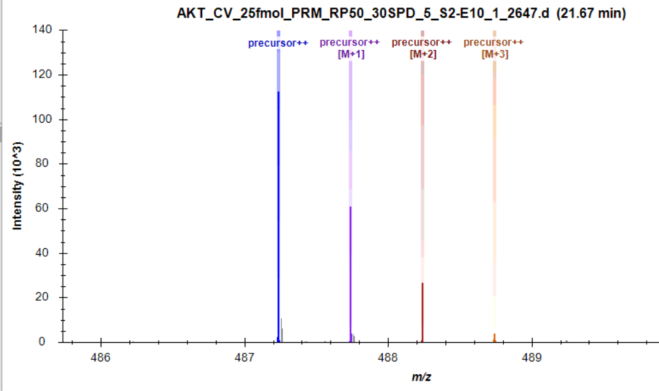 AKT_CV_25fmol_PRM_RP50_30SPD_5_S2-E10_1_2647.d (21.67 min)
140
precursor++
precursor++
[M+1]
precursor++
[M+2]
precursor++
[M+3]
120
100
80
60
40
20
0
Intensity (10^3)
486
487
488
489
m/z